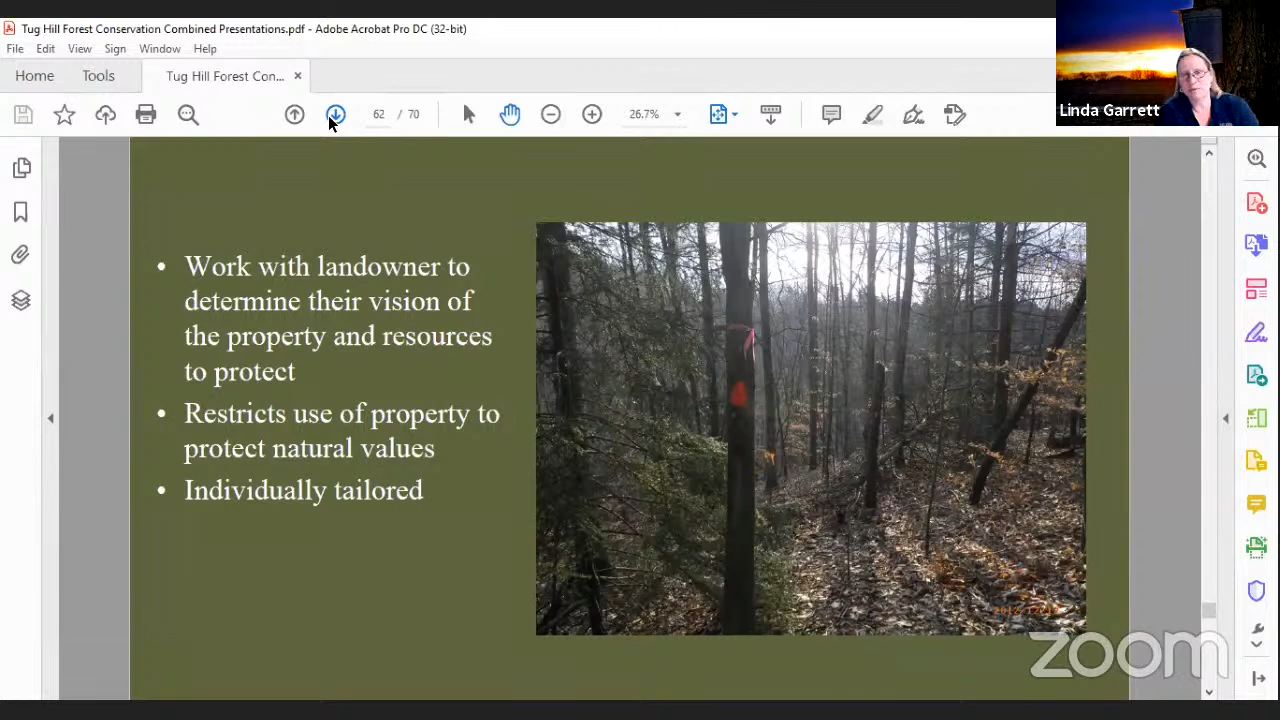 Tug Hill Forest Conservation Combined Presentations.pdf - Adobe Acrobat Pro DC (32-bit)
File Edit View Sign Window Help
Home Tools Tug Hill Forest Con... ×
62 / 70 26.7%
Linda Garrett
• Work with landowner to
determine their vision of
the property and resources
to protect
• Restricts use of property to
protect natural values
• Individually tailored
zoom